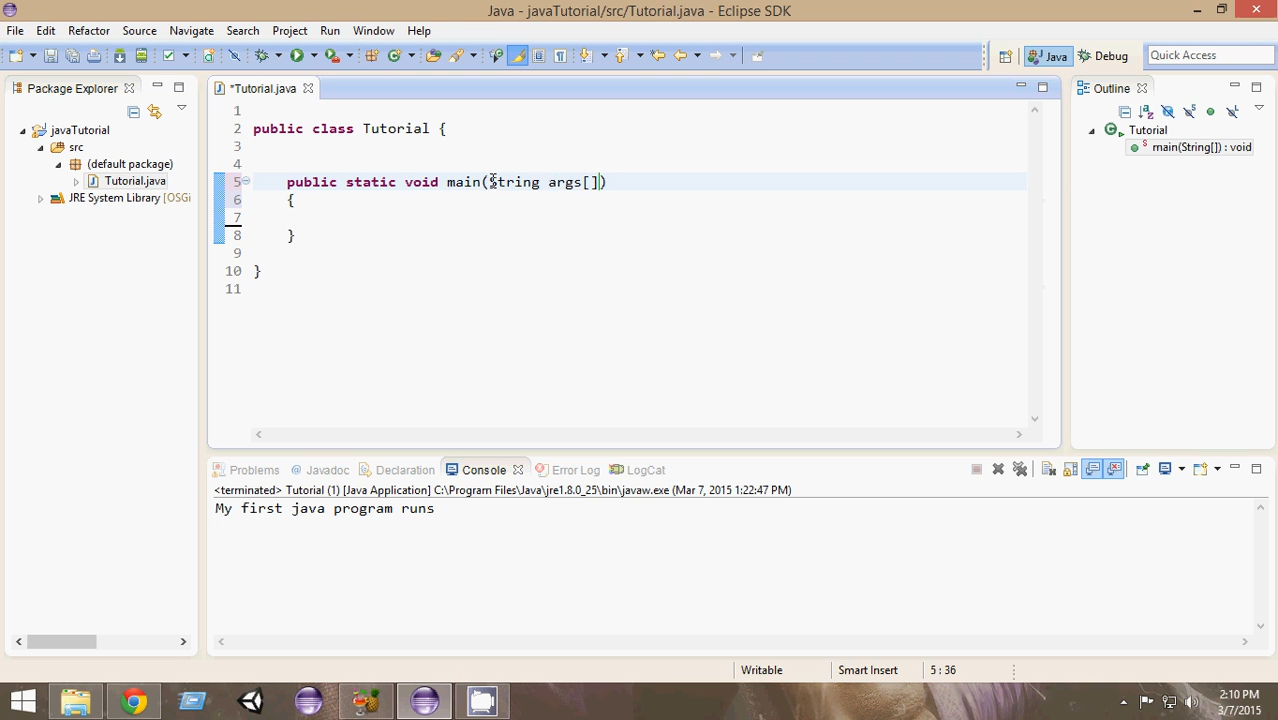 Java - javaTutorial/src/Tutorial.java - Eclipse SDK
File Edit Refactor Source Navigate Search Project Run Window Help
Java Debug Quick Access
Package Explorer
*Tutorial.java
Outline
javaTutorial
src
(default package)
Tutorial.java
JRE System Library [OSGi
1
2 public class Tutorial {
3
4
5 public static void main(String args[])
6 {
7
8 }
9
10 }
11
Tutorial
main(String[]) : void
Problems Javadoc Declaration Console Error Log LogCat
<terminated> Tutorial (1) [Java Application] C:\Program Files\Java\jre1.8.0_25\bin\javaw.exe (Mar 7, 2015 1:22:47 PM)
My first java program runs
Writable Smart Insert 5 : 36
2:10 PM
3/7/2015